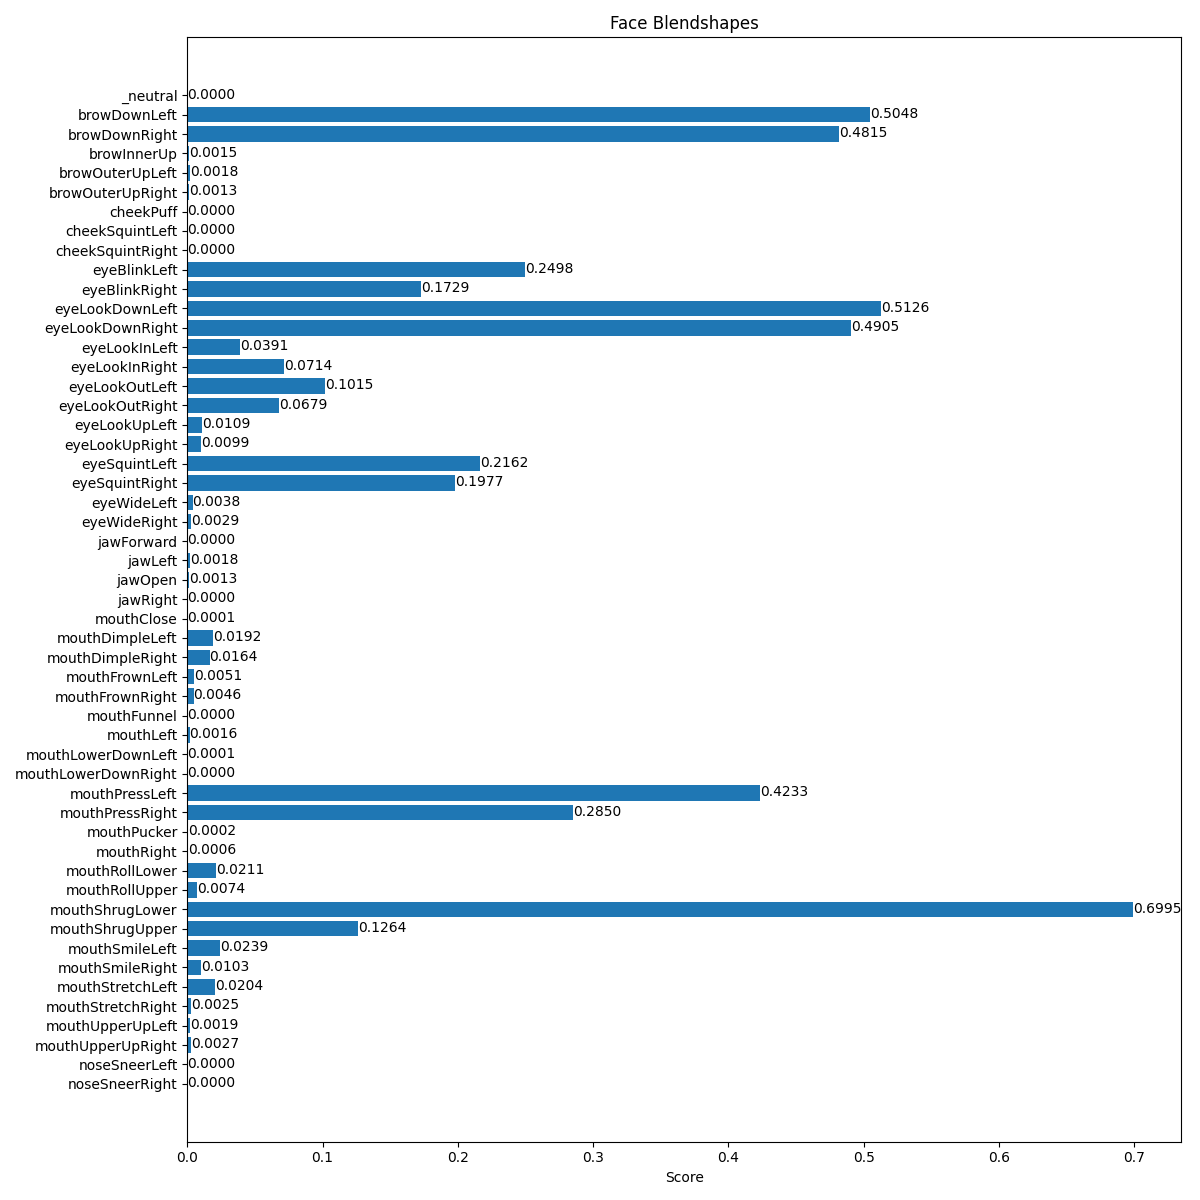 Face Blendshapes
_neutral 0.0000
browDownLeft 0.5048
browDownRight 0.4815
browInnerUp 0.0015
browOuterUpLeft 0.0018
browOuterUpRight 0.0013
cheekPuff 0.0000
cheekSquintLeft 0.0000
cheekSquintRight 0.0000
eyeBlinkLeft 0.2498
eyeBlinkRight 0.1729
eyeLookDownLeft 0.5126
eyeLookDownRight 0.4905
eyeLookInLeft 0.0391
eyeLookInRight 0.0714
eyeLookOutLeft 0.1015
eyeLookOutRight 0.0679
eyeLookUpLeft 0.0109
eyeLookUpRight 0.0099
eyeSquintLeft 0.2162
eyeSquintRight 0.1977
eyeWideLeft 0.0038
eyeWideRight 0.0029
jawForward 0.0000
jawLeft 0.0018
jawOpen 0.0013
jawRight 0.0000
mouthClose 0.0001
mouthDimpleLeft 0.0192
mouthDimpleRight 0.0164
mouthFrownLeft 0.0051
mouthFrownRight 0.0046
mouthFunnel 0.0000
mouthLeft 0.0016
mouthLowerDownLeft 0.0001
mouthLowerDownRight 0.0000
mouthPressLeft 0.4233
mouthPressRight 0.2850
mouthPucker 0.0002
mouthRight 0.0006
mouthRollLower 0.0211
mouthRollUpper 0.0074
mouthShrugLower 0.6995
mouthShrugUpper 0.1264
mouthSmileLeft 0.0239
mouthSmileRight 0.0103
mouthStretchLeft 0.0204
mouthStretchRight 0.0025
mouthUpperUpLeft 0.0019
mouthUpperUpRight 0.0027
noseSneerLeft 0.0000
noseSneerRight 0.0000
0.0 0.1 0.2 0.3 0.4 0.5 0.6 0.7
Score